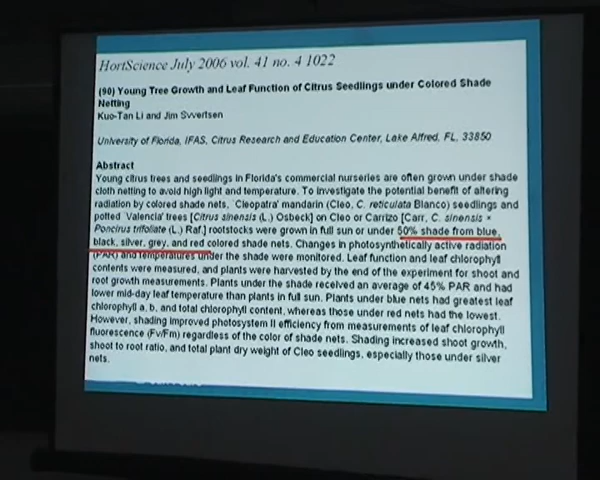 HortScience July 2006 vol. 41 no. 4 1022
(90) Young Tree Growth and Leaf Function of Citrus Seedlings under Colored Shade
Netting
Kuo-Tan Li and Jim Syvertsen
University of Florida, IFAS, Citrus Research and Education Center, Lake Alfred, FL, 33850
Abstract
Young citrus trees and seedlings in Florida's commercial nurseries are often grown under shade
cloth netting to avoid high light and temperature. To investigate the potential benefit of altering
radiation by colored shade nets, `Cleopatra' mandarin (Cleo, C. reticulata Blanco) seedlings and
potted `Valencia' trees [Citrus sinensis (L.) Osbeck] on Cleo or Carrizo [Carr, C. sinensis ×
Poncirus trifoliate (L.) Raf.] rootstocks were grown in full sun or under 50% shade from blue,
black, silver, grey, and red colored shade nets. Changes in photosynthetically active radiation
(PAR) and temperatures under the shade were monitored. Leaf function and leaf chlorophyll
contents were measured, and plants were harvested by the end of the experiment for shoot and
root growth measurements. Plants under the shade received an average of 45% PAR and had
lower mid-day leaf temperature than plants in full sun. Plants under blue nets had greatest leaf
chlorophyll a, b, and total chlorophyll content, whereas those under red nets had the lowest.
However, shading improved photosystem II efficiency from measurements of leaf chlorophyll
fluorescence (Fv/Fm) regardless of the color of shade nets. Shading increased shoot growth,
shoot to root ratio, and total plant dry weight of Cleo seedlings, especially those under silver
nets.